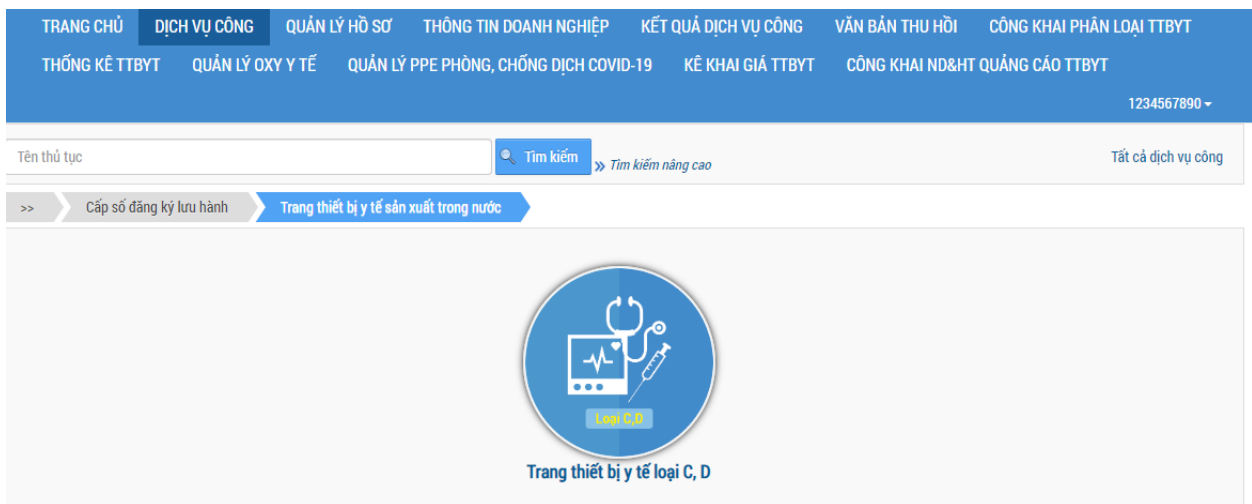 TRANG CHỦ DỊCH VỤ CÔNG QUẢN LÝ HỒ SƠ THÔNG TIN DOANH NGHIỆP KẾT QUẢ DỊCH VỤ CÔNG VĂN BẢN THU HỒI CÔNG KHAI PHÂN LOẠI TTBYT
THỐNG KÊ TTBYT QUẢN LÝ OXY Y TẾ QUẢN LÝ PPE PHÒNG, CHỐNG DỊCH COVID-19 KÊ KHAI GIÁ TTBYT CÔNG KHAI ND&HT QUẢNG CÁO TTBYT
1234567890
Tên thủ tục Tìm kiếm » Tìm kiếm nâng cao Tất cả dịch vụ công
>> Cấp số đăng ký lưu hành Trang thiết bị y tế sản xuất trong nước
Loại C,D
Trang thiết bị y tế loại C, D